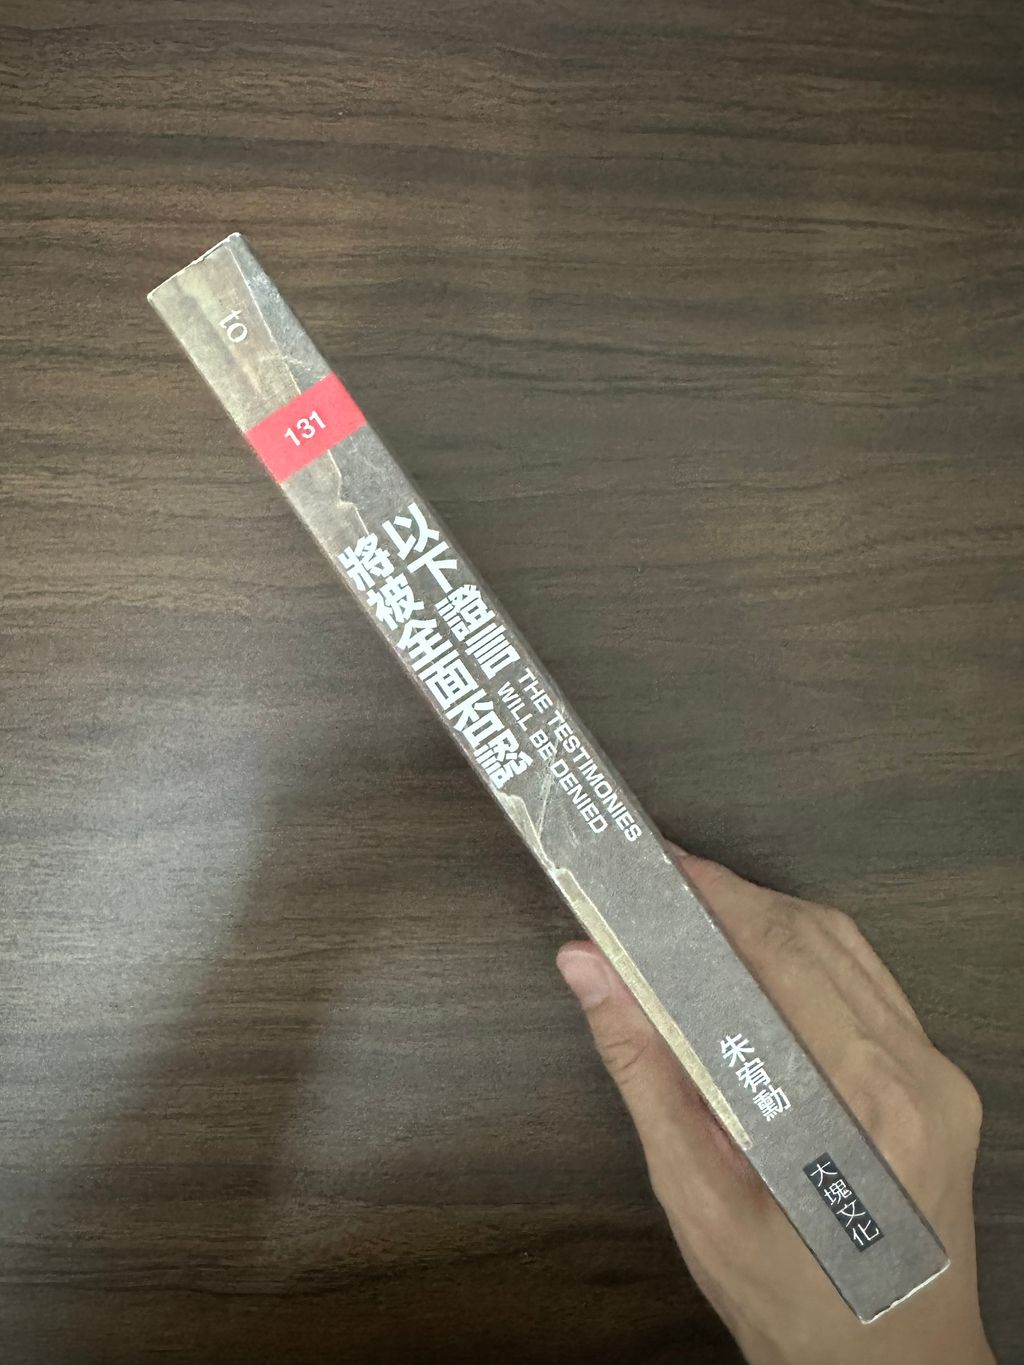 to
131
以下證言
將被全面否認
THE TESTIMONIES
WILL BE DENIED
朱宥勳
大塊文化